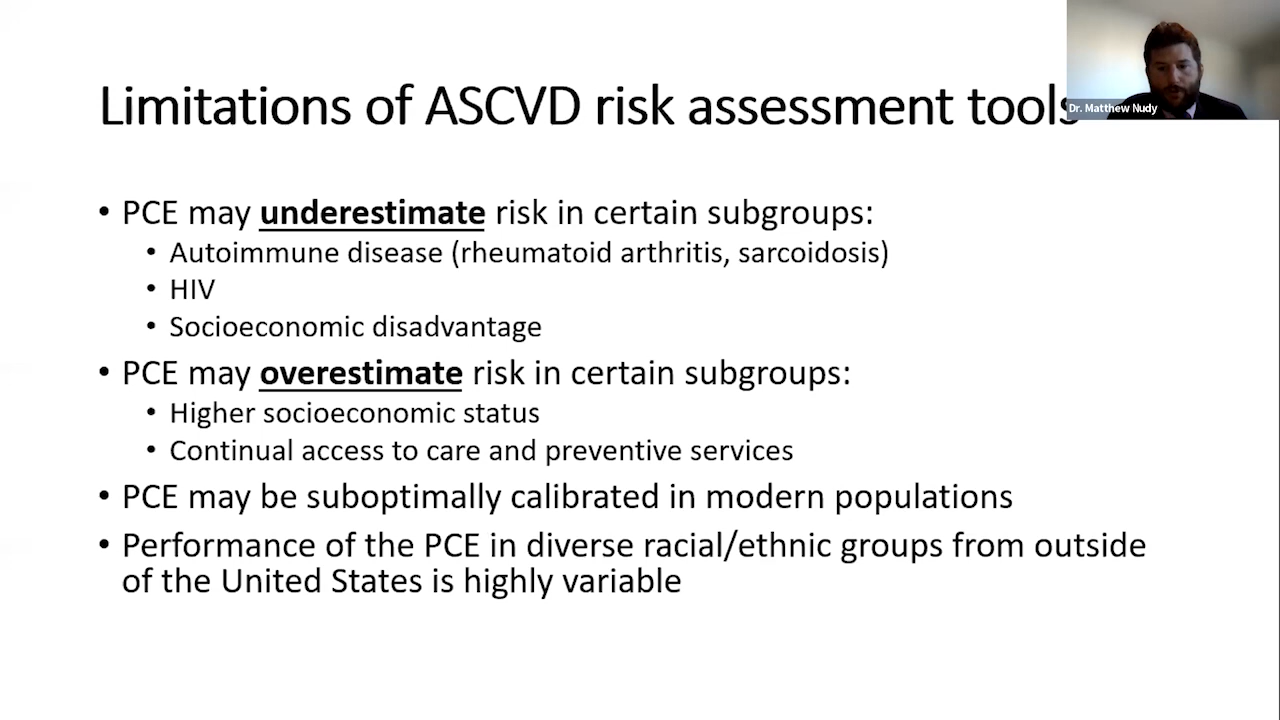 Limitations of ASCVD risk assessment tools
Dr. Matthew Nudy
• PCE may underestimate risk in certain subgroups:
• Autoimmune disease (rheumatoid arthritis, sarcoidosis)
• HIV
• Socioeconomic disadvantage
• PCE may overestimate risk in certain subgroups:
• Higher socioeconomic status
• Continual access to care and preventive services
• PCE may be suboptimally calibrated in modern populations
• Performance of the PCE in diverse racial/ethnic groups from outside
of the United States is highly variable